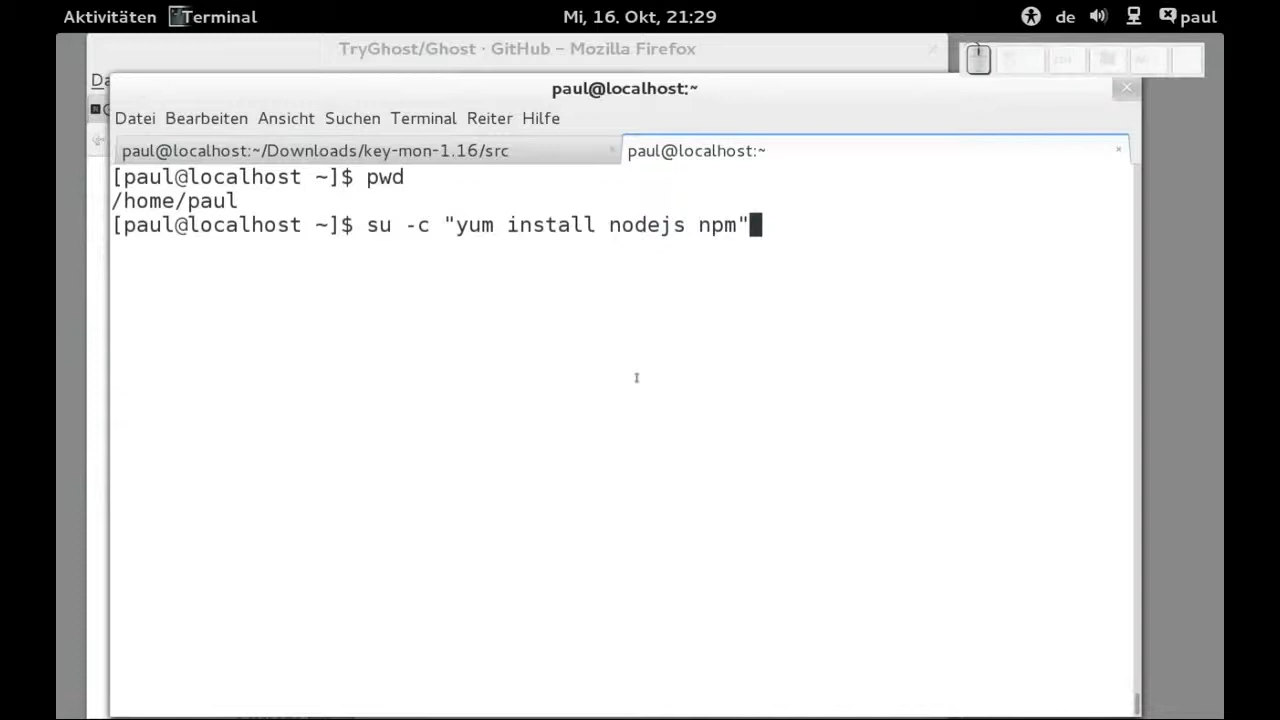 Aktivitäten Terminal Mi, 16. Okt, 21:29 de paul
TryGhost/Ghost · GitHub – Mozilla Firefox
paul@localhost:~
Datei Bearbeiten Ansicht Suchen Terminal Reiter Hilfe
paul@localhost:~/Downloads/key-mon-1.16/src paul@localhost:~
[paul@localhost ~]$ pwd
/home/paul
[paul@localhost ~]$ su -c "yum install nodejs npm"